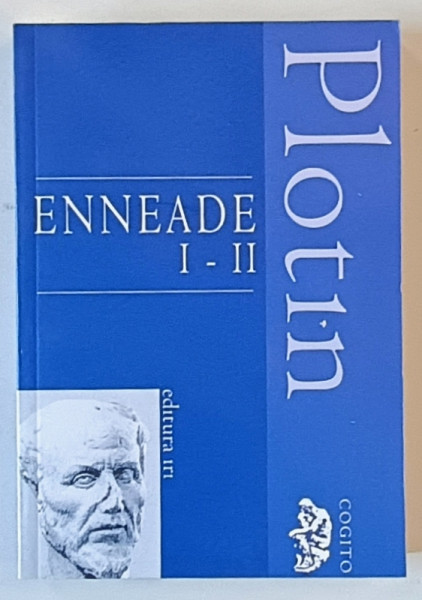 Plotin
ENNEADE
I - II
editura iri
COGITO